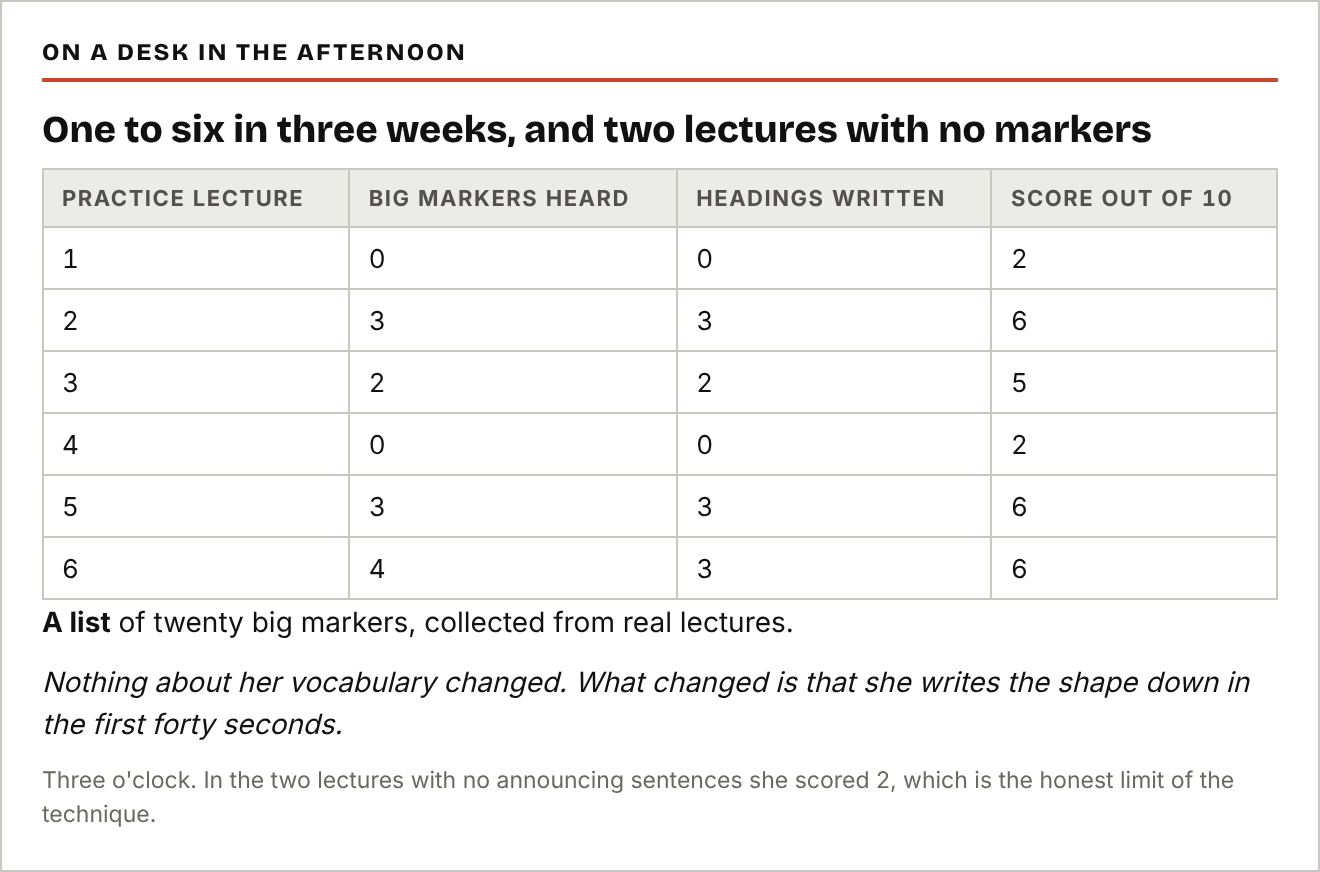 ON A DESK IN THE AFTERNOON
One to six in three weeks, and two lectures with no markers
PRACTICE LECTURE BIG MARKERS HEARD HEADINGS WRITTEN SCORE OUT OF 10
1 0 0 2
2 3 3 6
3 2 2 5
4 0 0 2
5 3 3 6
6 4 3 6
A list of twenty big markers, collected from real lectures.
Nothing about her vocabulary changed. What changed is that she writes the shape down in
the first forty seconds.
Three o'clock. In the two lectures with no announcing sentences she scored 2, which is the honest limit of the
technique.